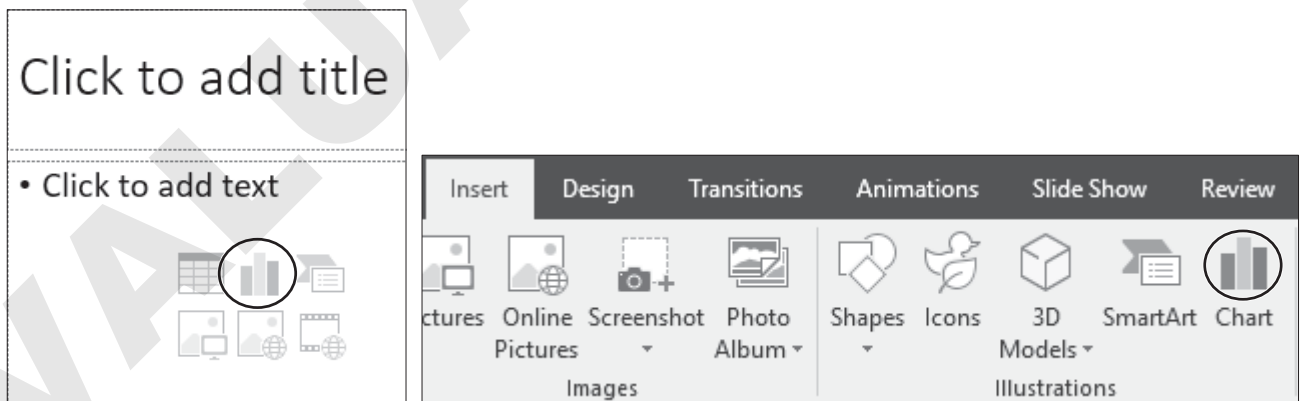 Click to add title
• Click to add text
Insert Design Transitions Animations Slide Show Review
ctures Online Pictures Screenshot Photo Album Shapes Icons 3D Models SmartArt Chart
Images Illustrations
VALUA